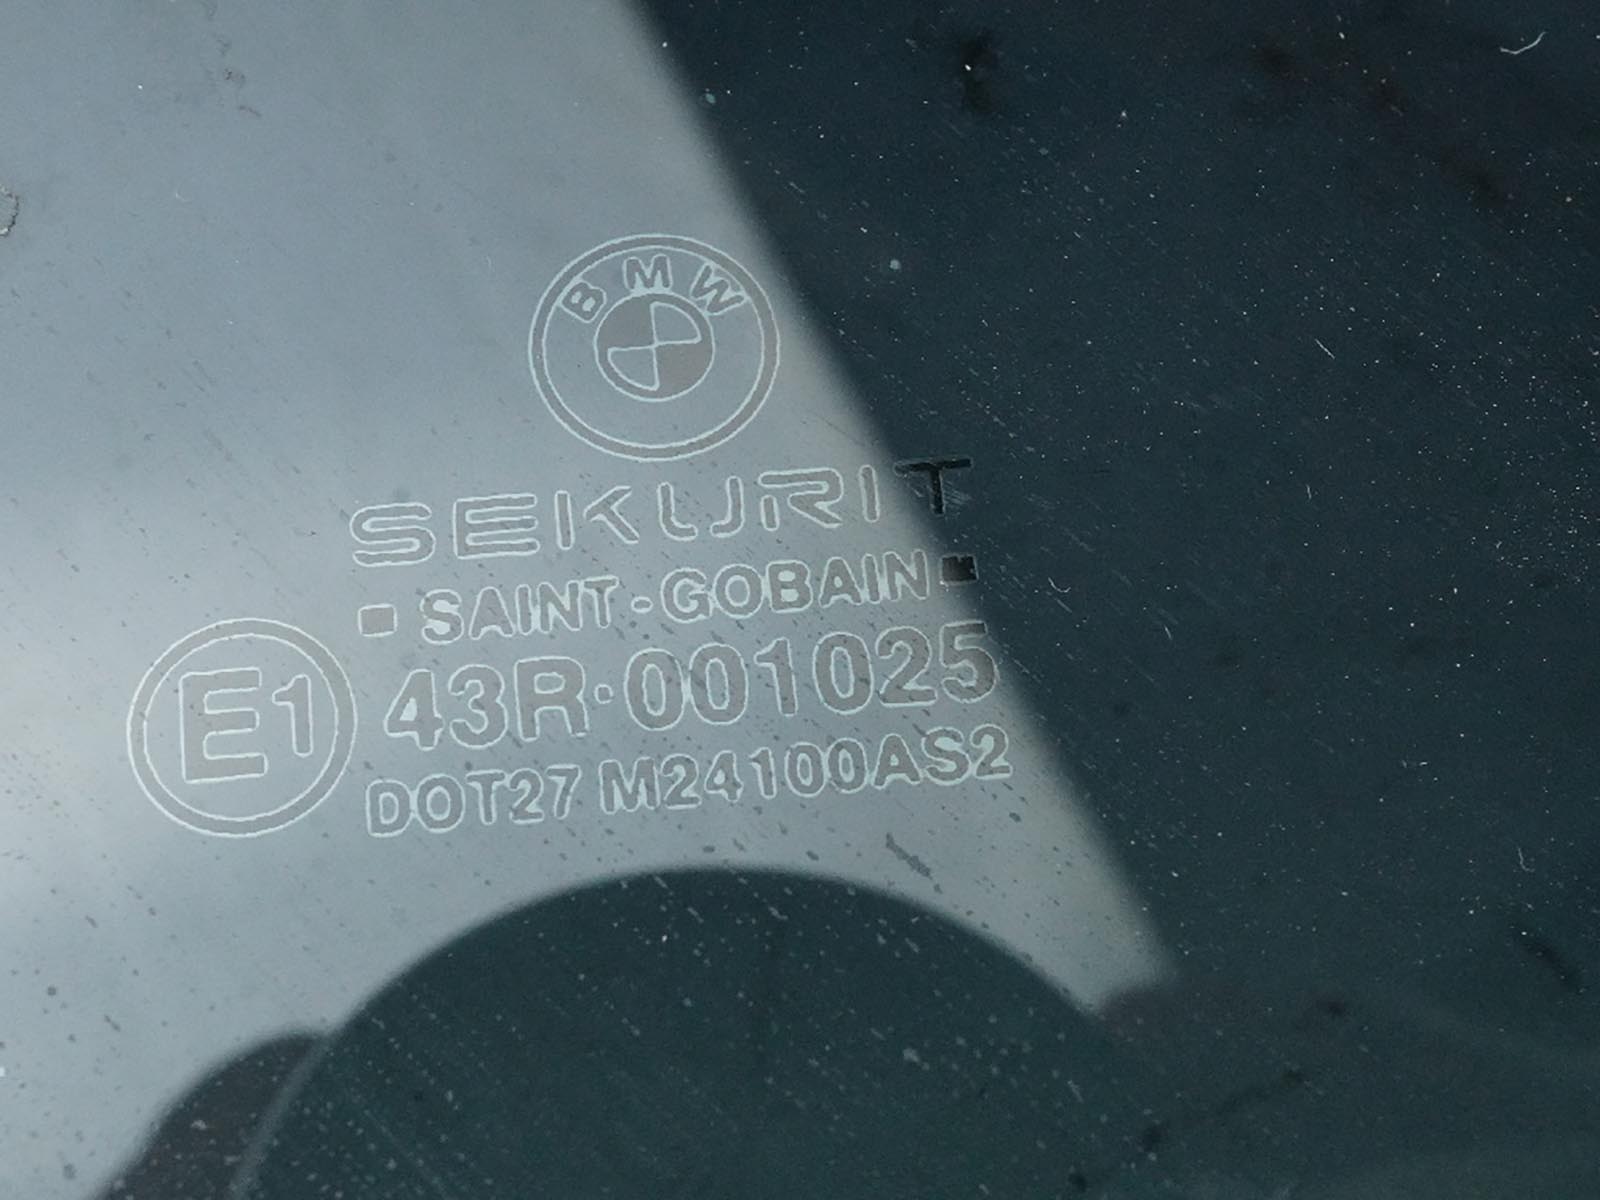 BMW
SEKURIT
SAINT-GOBAIN
E1
43R·001025
DOT27 M24100AS2